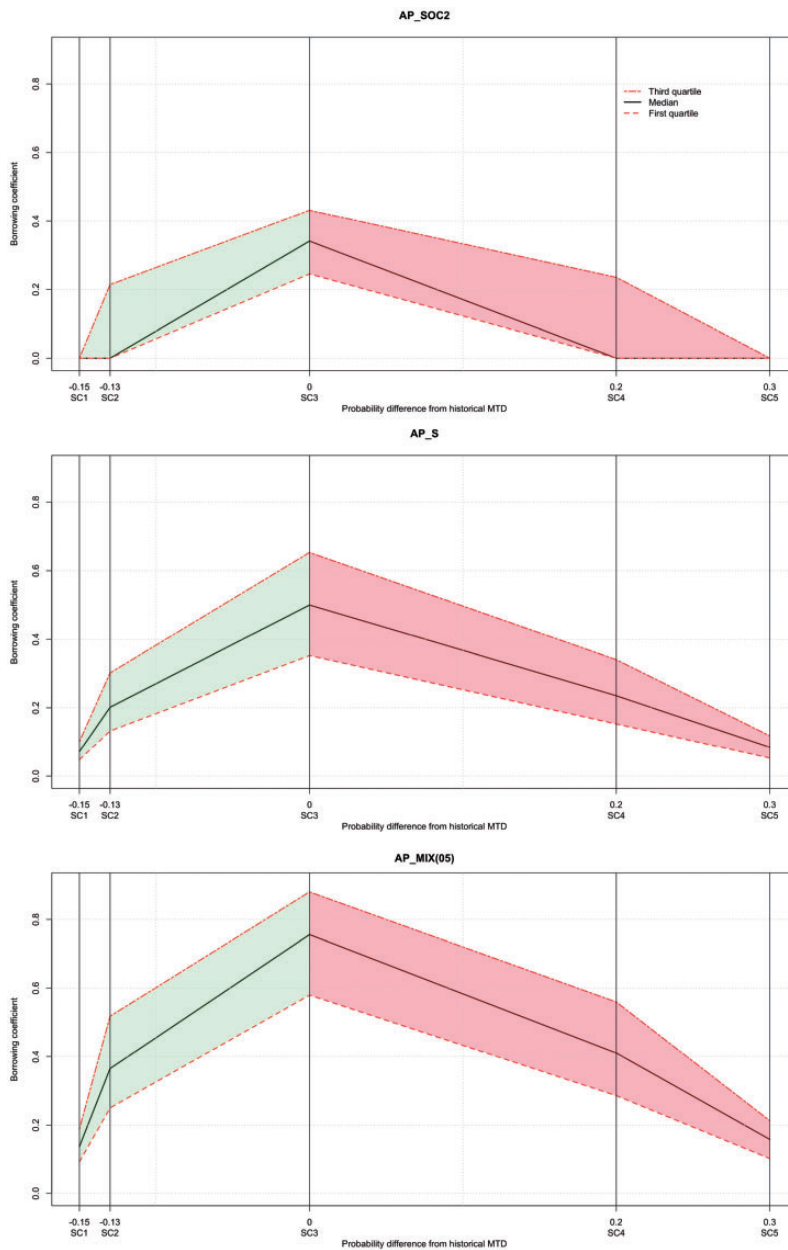 AP_SOC2
Third quartile
Median
First quartile
Borrowing coefficient
0.8
0.6
0.4
0.2
0.0
-0.15 -0.13 0 0.2 0.3
SC1 SC2 SC3 SC4 SC5
Probability difference from historical MTD
AP_S
Borrowing coefficient
0.8
0.6
0.4
0.2
0.0
-0.15 -0.13 0 0.2 0.3
SC1 SC2 SC3 SC4 SC5
Probability difference from historical MTD
AP_MIX(05)
Borrowing coefficient
0.8
0.6
0.4
0.2
0.0
-0.15 -0.13 0 0.2 0.3
SC1 SC2 SC3 SC4 SC5
Probability difference from historical MTD